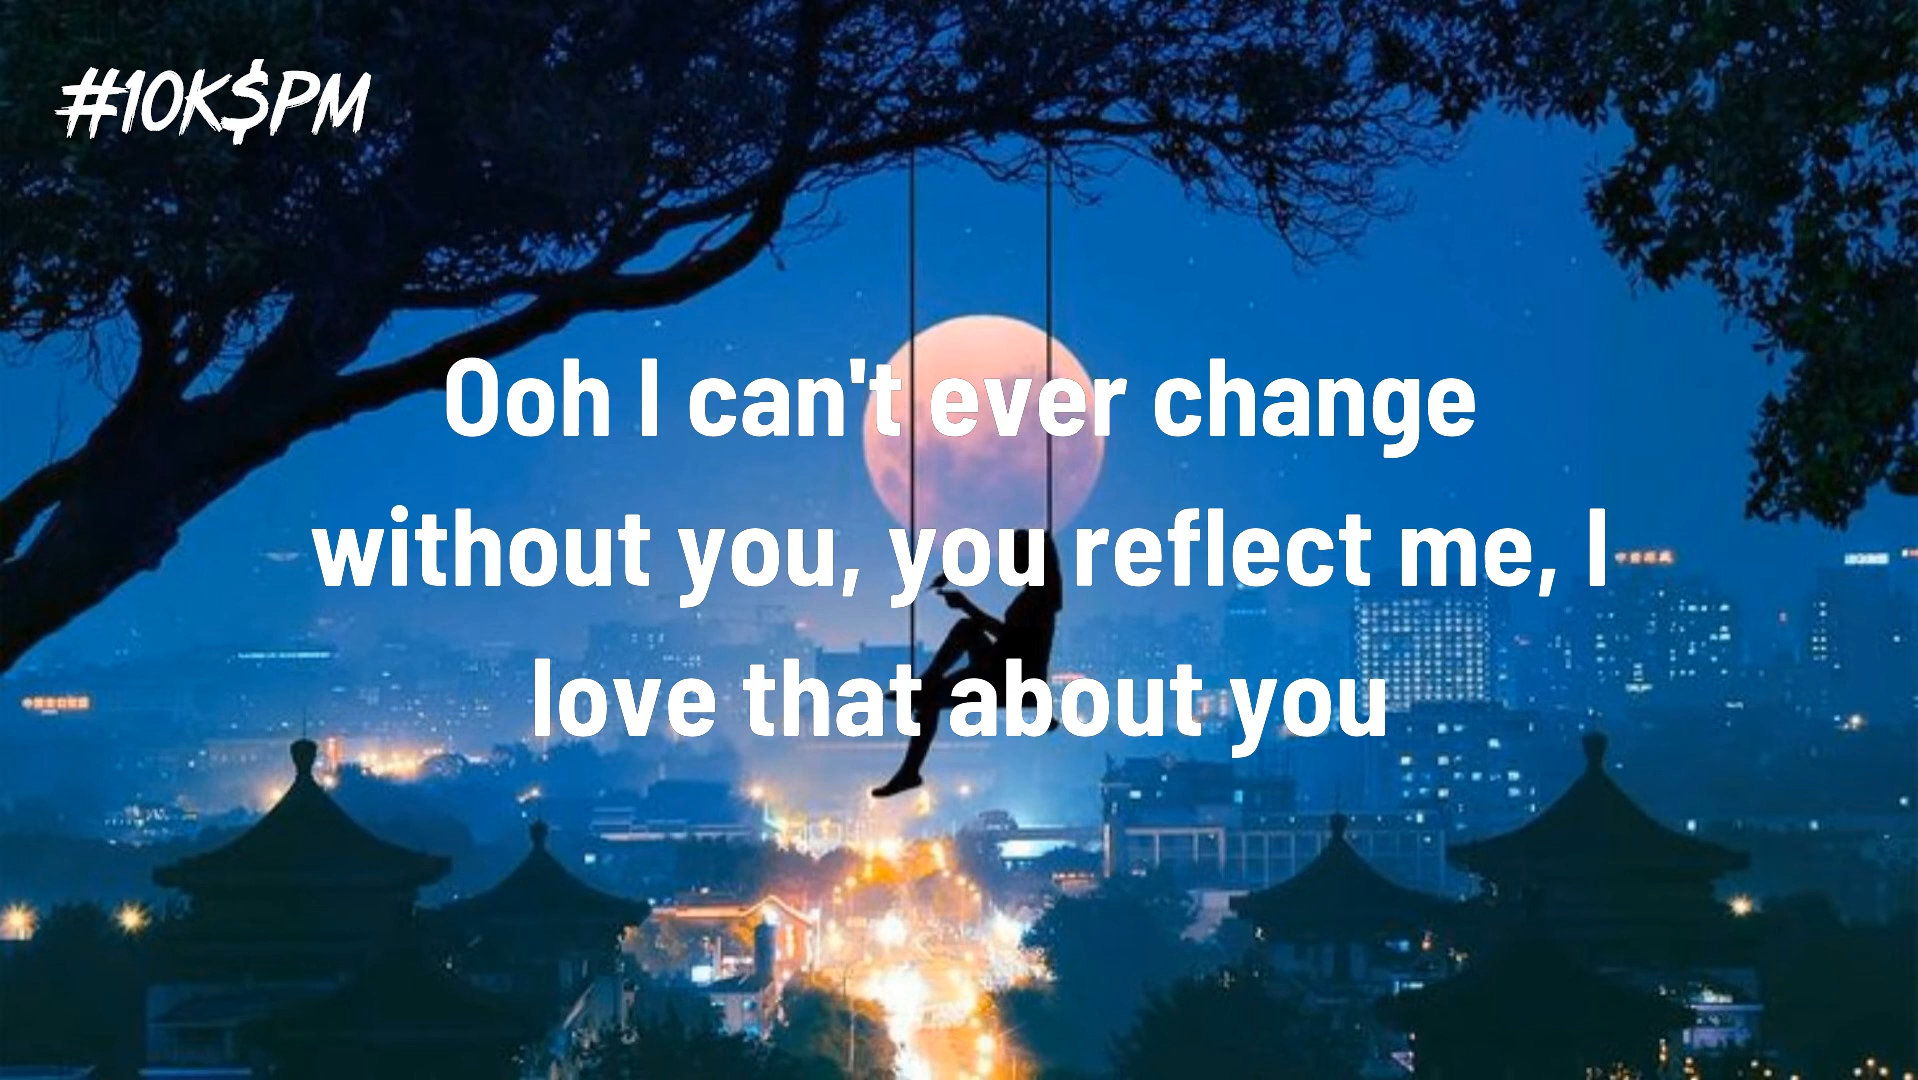 #10K$PM
Ooh I can't ever change
without you, you reflect me, I
love that about you